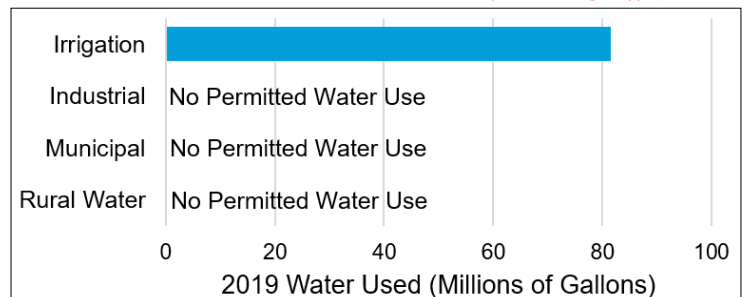 Irrigation
Industrial No Permitted Water Use
Municipal No Permitted Water Use
Rural Water No Permitted Water Use
0 20 40 60 80 100
2019 Water Used (Millions of Gallons)